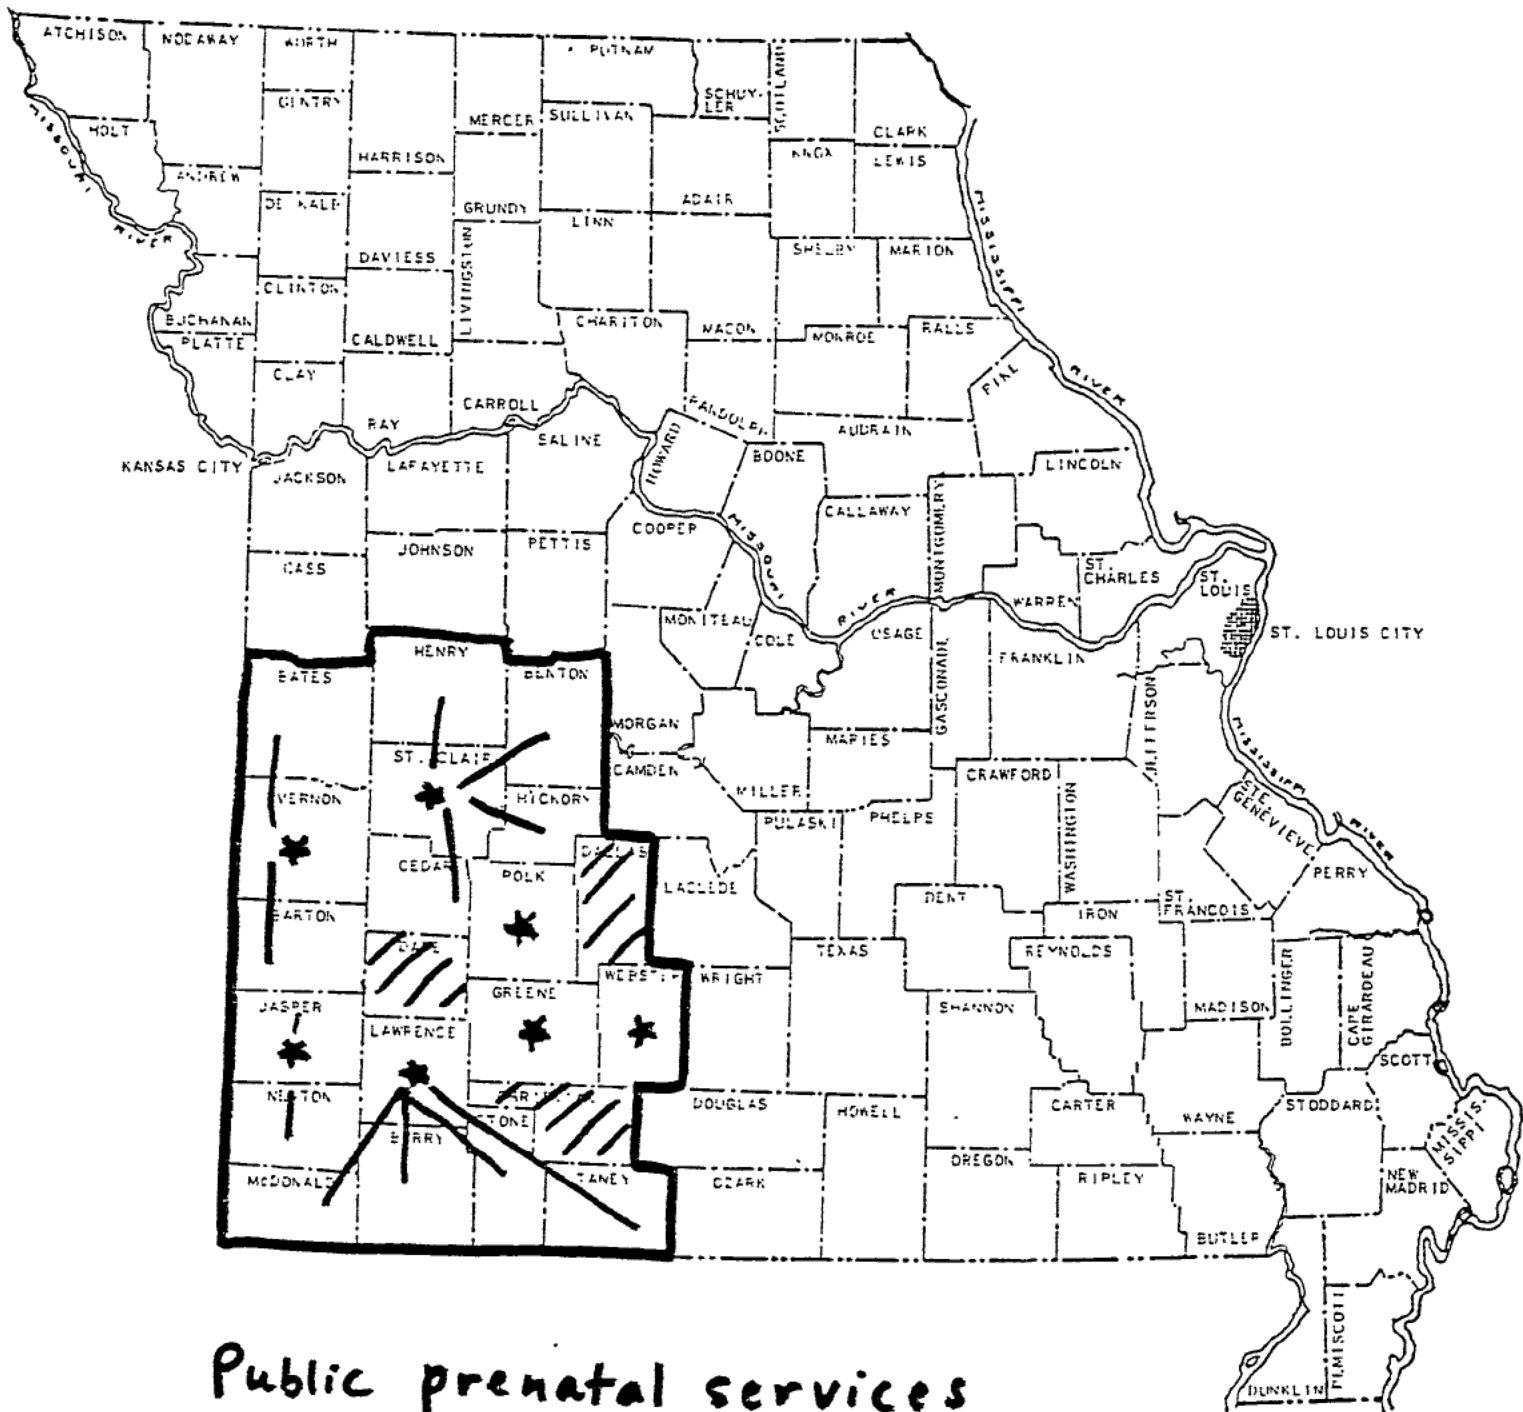 ATCHISON
NODAWAY
WORTH
PUTNAM
SCHUY-
LER
SCOTLAND
GENTRY
MERCER
SULLIVAN
CLARK
HOLT
HARRISON
KNOX
LEWIS
MISSOURI
RIVER
ANDREW
DE KALB
GRUNDY
LINN
ADAIR
MISSISSIPPI
RIVER
DAVIESS
LIVINGSTON
SHELBY
MARION
CLINTON
BUCHANAN
PLATTE
CALDWELL
CHARITON
MACON
MONROE
RALLS
CLAY
PIKE
RAY
CARROLL
SALINE
HOWARD
RANDOLPH
AUDRAIN
BOONE
LINCOLN
KANSAS CITY
JACKSON
LAFAYETTE
COOPER
CALLAWAY
MONTGOMERY
MISSOURI
RIVER
CASS
JOHNSON
PETTIS
ST.
CHARLES
ST.
LOUIS
WARREN
MONITEAU
COLE
OSAGE
GASCONADE
FRANKLIN
ST. LOUIS CITY
JEFFERSON
BATES
HENRY
BENTON
MORGAN
CAMDEN
MARIES
MILLER
CRAWFORD
WASHINGTON
MISSISSIPPI
RIVER
STE.
GENEVIEVE
ST. CLAIR
VERNON
HICKORY
PULASKI
PHELPS
CEDAR
POLK
DALLAS
LACLEDE
DENT
IRON
ST.
FRANCOIS
PERRY
BARTON
DADE
WEBSTER
WRIGHT
TEXAS
REYNOLDS
BOLLINGER
CAPE
GIRARDEAU
JASPER
LAWRENCE
GREENE
SHANNON
MADISON
SCOTT
NEWTON
STONE
DOUGLAS
HOWELL
CARTER
WAYNE
STODDARD
MISSIS-
SIPPI
BARRY
MCDONALD
TANEY
OZARK
OREGON
RIPLEY
NEW
MADRID
BUTLER
PEMISCOT
DUNKLIN
Public prenatal services